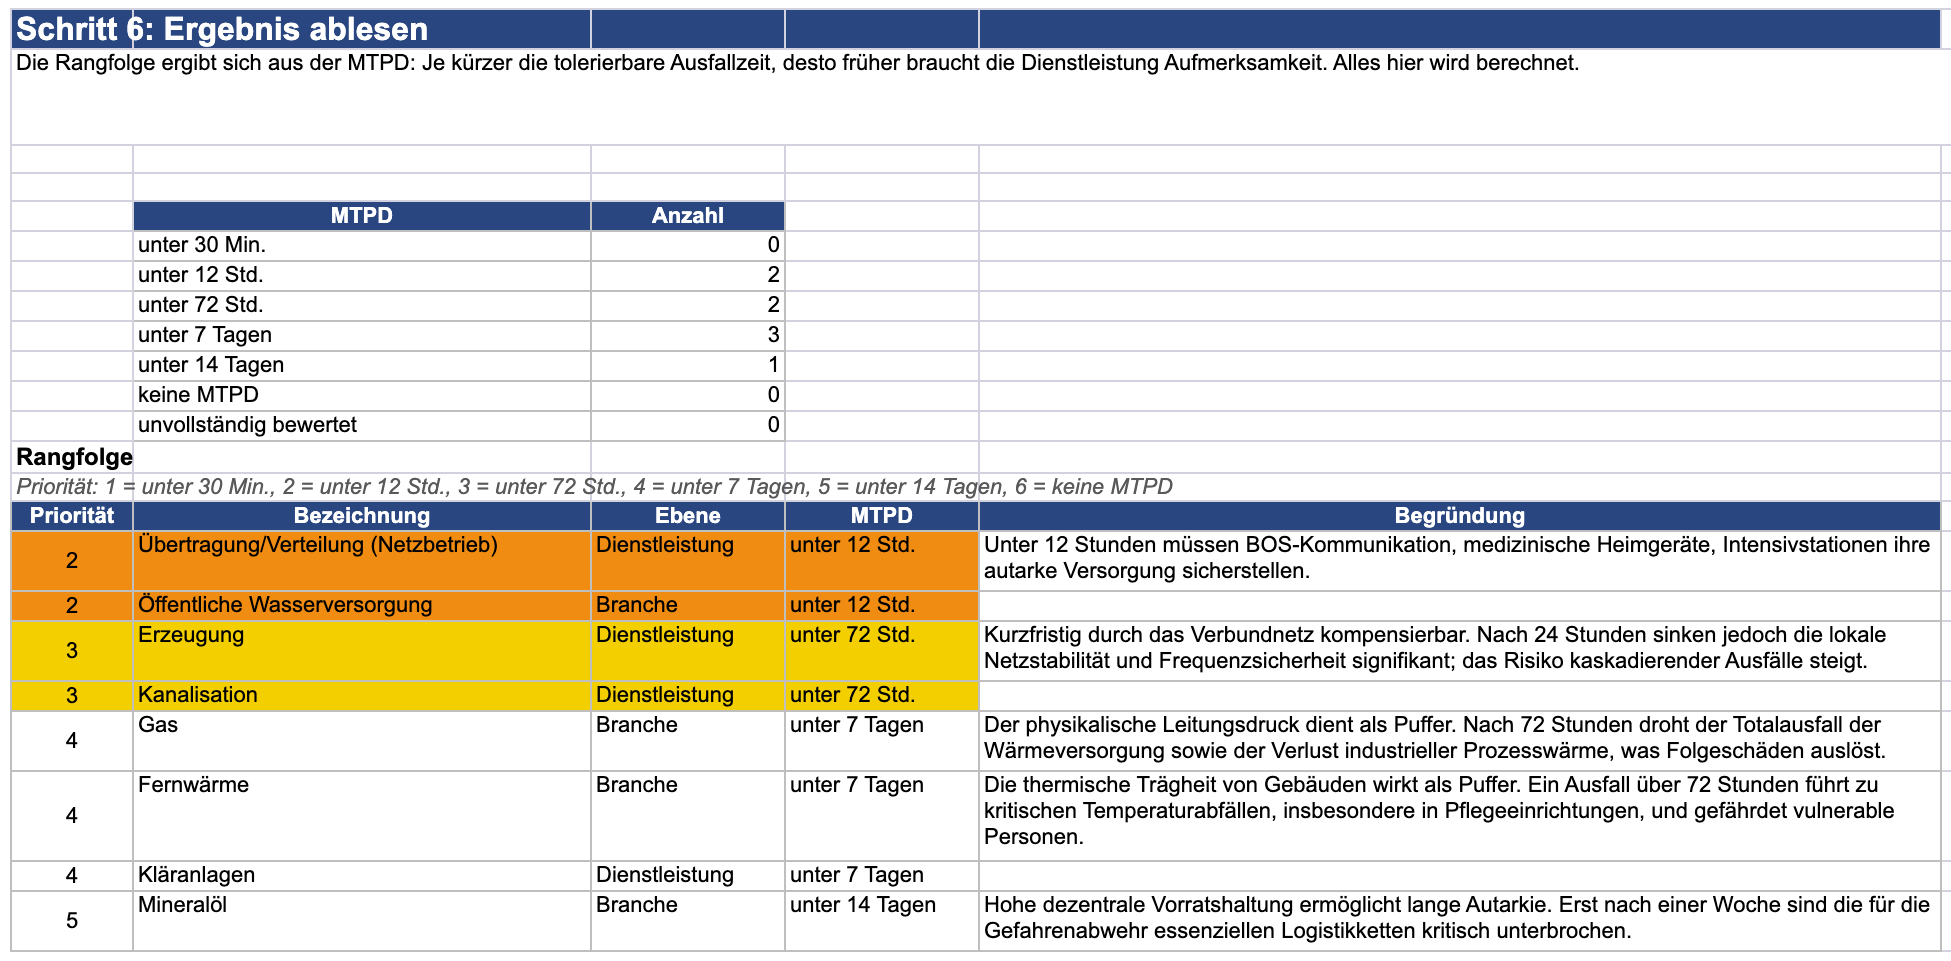 Schritt 6: Ergebnis ablesen
Die Rangfolge ergibt sich aus der MTPD: Je kürzer die tolerierbare Ausfallzeit, desto früher braucht die Dienstleistung Aufmerksamkeit. Alles hier wird berechnet.
MTPD Anzahl
unter 30 Min. 0
unter 12 Std. 2
unter 72 Std. 2
unter 7 Tagen 3
unter 14 Tagen 1
keine MTPD 0
unvollständig bewertet 0
Rangfolge
Priorität: 1 = unter 30 Min., 2 = unter 12 Std., 3 = unter 72 Std., 4 = unter 7 Tagen, 5 = unter 14 Tagen, 6 = keine MTPD
Priorität Bezeichnung Ebene MTPD Begründung
2 Übertragung/Verteilung (Netzbetrieb) Dienstleistung unter 12 Std. Unter 12 Stunden müssen BOS-Kommunikation, medizinische Heimgeräte, Intensivstationen ihre
autarke Versorgung sicherstellen.
2 Öffentliche Wasserversorgung Branche unter 12 Std.
3 Erzeugung Dienstleistung unter 72 Std. Kurzfristig durch das Verbundnetz kompensierbar. Nach 24 Stunden sinken jedoch die lokale
Netzstabilität und Frequenzsicherheit signifikant; das Risiko kaskadierender Ausfälle steigt.
3 Kanalisation Dienstleistung unter 72 Std.
4 Gas Branche unter 7 Tagen Der physikalische Leitungsdruck dient als Puffer. Nach 72 Stunden droht der Totalausfall der
Wärmeversorgung sowie der Verlust industrieller Prozesswärme, was Folgeschäden auslöst.
4 Fernwärme Branche unter 7 Tagen Die thermische Trägheit von Gebäuden wirkt als Puffer. Ein Ausfall über 72 Stunden führt zu
kritischen Temperaturabfällen, insbesondere in Pflegeeinrichtungen, und gefährdet vulnerable
Personen.
4 Kläranlagen Dienstleistung unter 7 Tagen
5 Mineralöl Branche unter 14 Tagen Hohe dezentrale Vorratshaltung ermöglicht lange Autarkie. Erst nach einer Woche sind die für die
Gefahrenabwehr essenziellen Logistikketten kritisch unterbrochen.